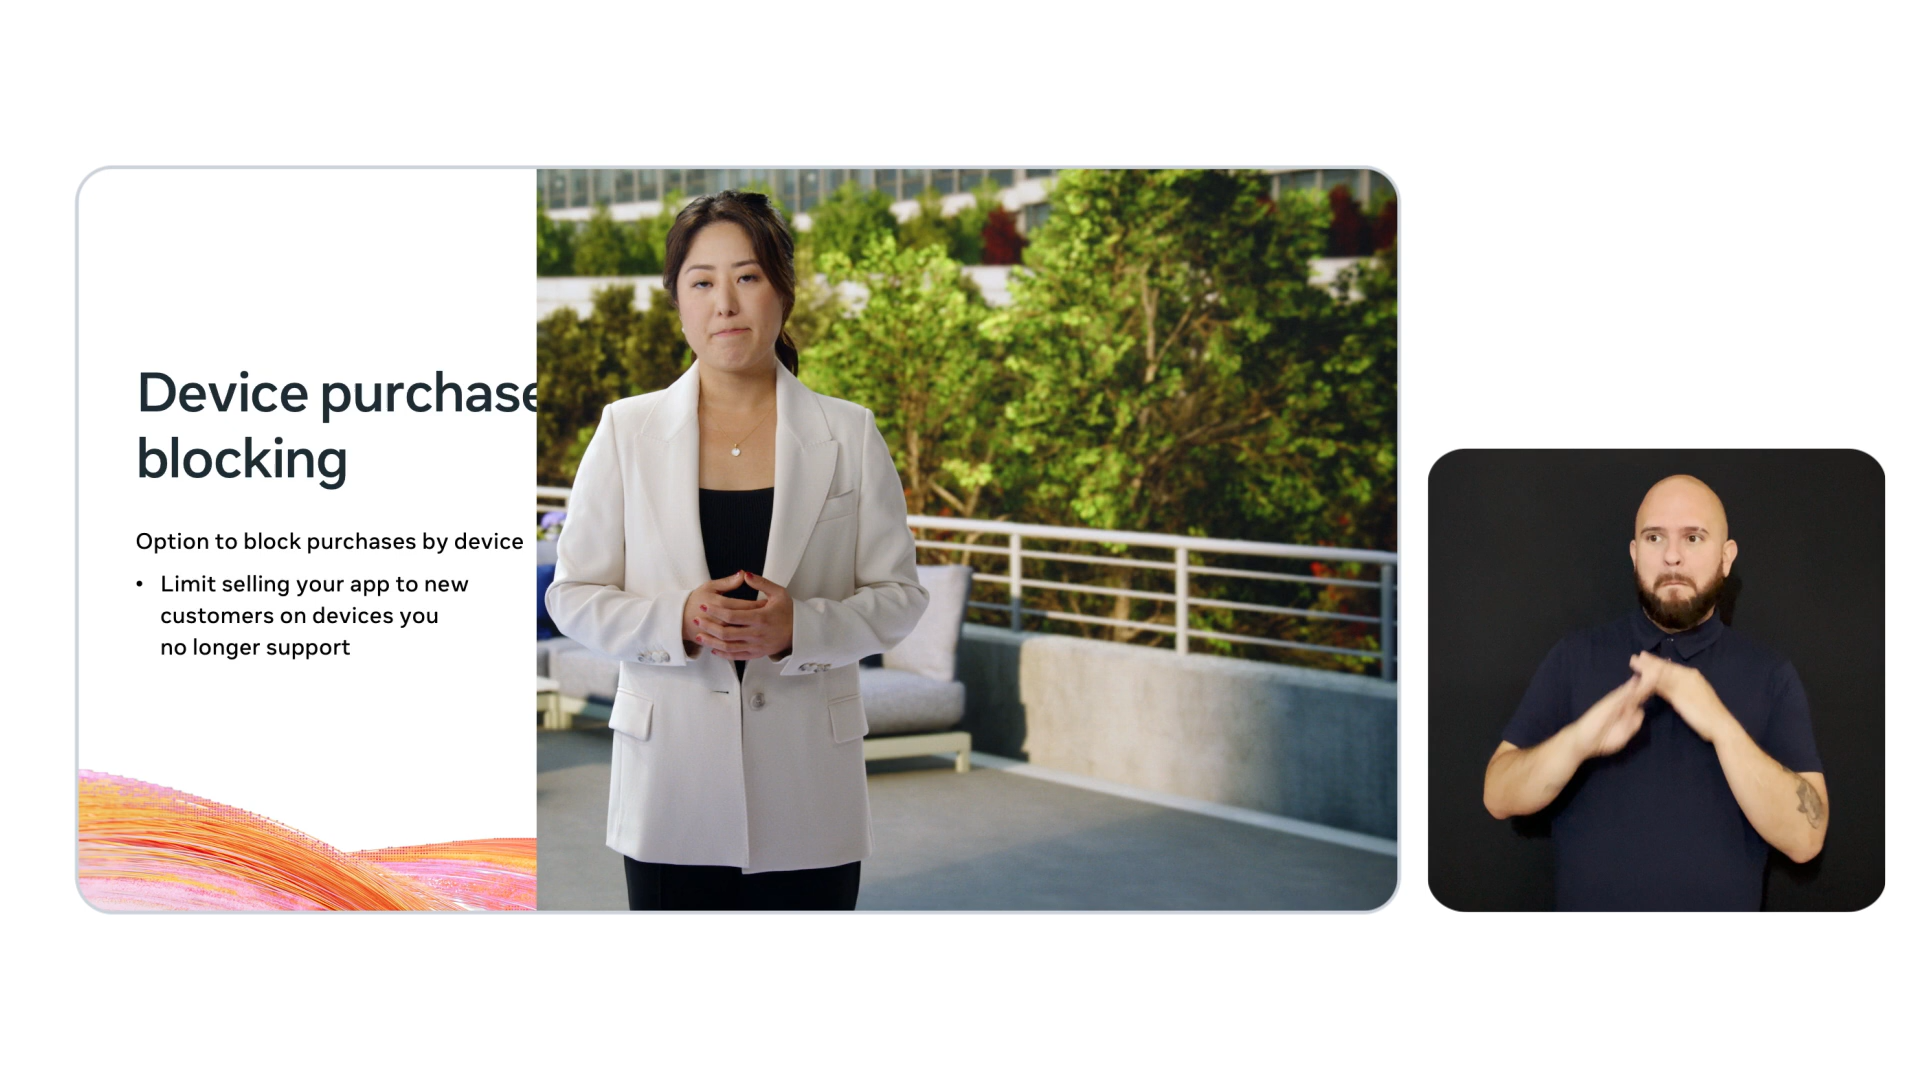 Device purchase
blocking
Option to block purchases by device
• Limit selling your app to new
customers on devices you
no longer support